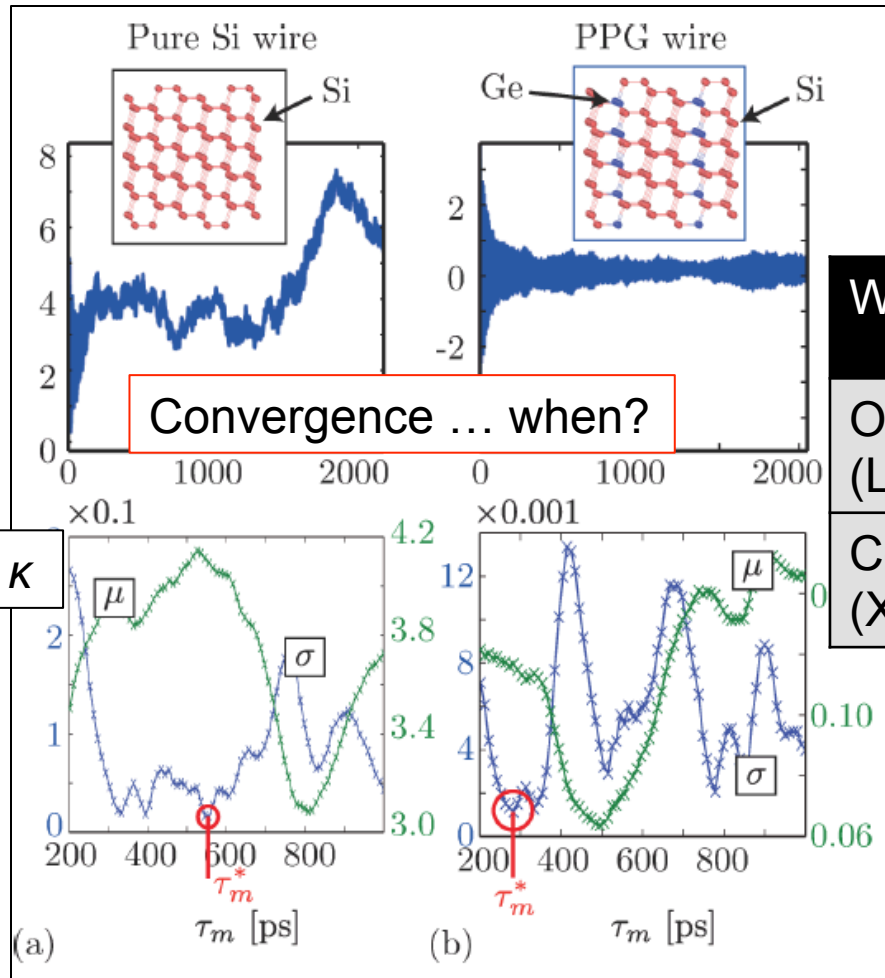 Pure Si wire
PPG wire
Si
Ge
Si
8
6
4
2
0
2
0
-2
Convergence … when?
0
1000
2000
0
1000
2000
W
O
(L
C
(X
×0.1
×0.001
κ
2
1
0
4.2
3.8
3.4
3.0
μ
σ
12
8
4
0
0.10
0.06
μ
σ
200 400 600 800
200 400 600 800
τ*m
τ*m
(a)
τm [ps]
(b)
τm [ps]